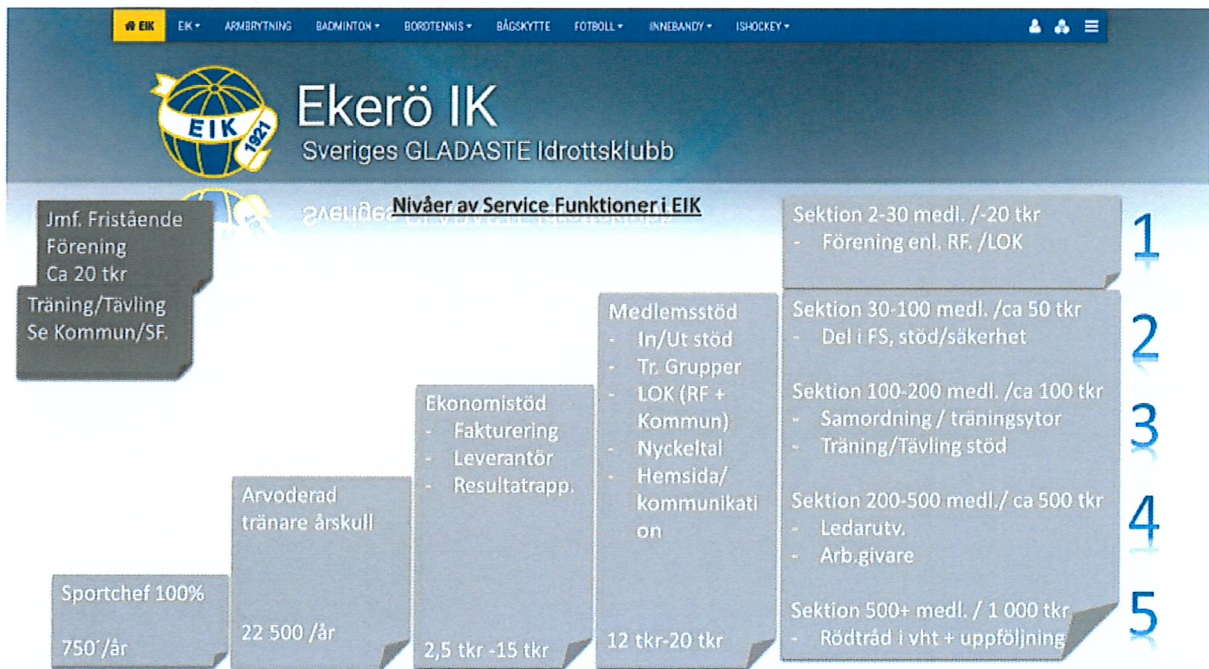 EIK
EIK
ARMBRYTNING
BADMINTON
BORDTENNIS
BÅGSKYTTE
FOTBOLL
INNEBANDY
ISHOCKEY
EIK
1921
Ekerö IK
Sveriges GLADASTE Idrottsklubb
Nivåer av Service Funktioner i EIK
Jmf. Fristående
Förening
Ca 20 tkr
Träning/Tävling
Se Kommun/SF.
Sportchef 100%
750´/år
Arvoderad
tränare årskull
22 500 /år
Ekonomistöd
- Fakturering
- Leverantör
- Resultatrapp.
2,5 tkr -15 tkr
Medlemsstöd
- In/Ut stöd
- Tr. Grupper
- LOK (RF +
Kommun)
- Nyckeltal
- Hemsida/
kommunikati
on
12 tkr-20 tkr
Sektion 2-30 medl. /-20 tkr
- Förening enl. RF. /LOK
1
Sektion 30-100 medl. /ca 50 tkr
- Del i FS, stöd/säkerhet
2
Sektion 100-200 medl. /ca 100 tkr
- Samordning / träningsytor
- Träning/Tävling stöd
3
Sektion 200-500 medl./ ca 500 tkr
- Ledarutv.
- Arb.givare
4
Sektion 500+ medl. / 1 000 tkr
- Rödtråd i vht + uppföljning
5